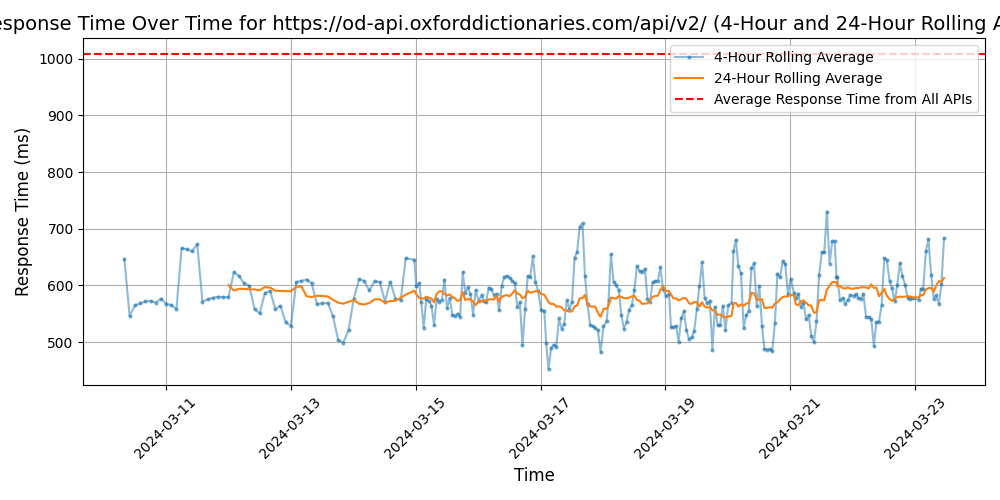 esponse Time Over Time for https://od-api.oxforddictionaries.com/api/v2/ (4-Hour and 24-Hour Rolling A
4-Hour Rolling Average
24-Hour Rolling Average
Average Response Time from All APIs
Response Time (ms)
1000
900
800
700
600
500
2024-03-11
2024-03-13
2024-03-15
2024-03-17
2024-03-19
2024-03-21
2024-03-23
Time